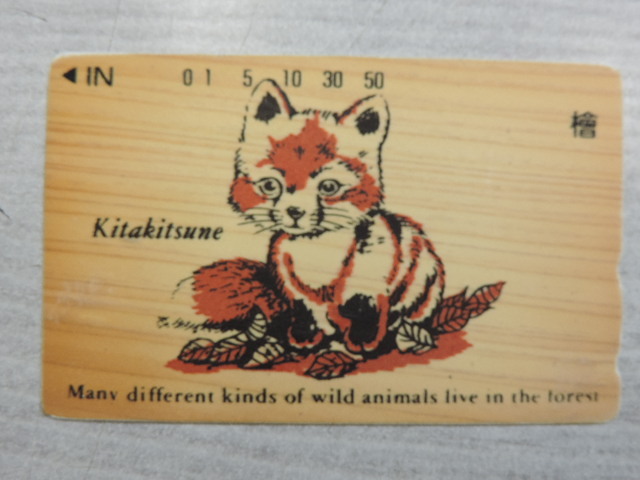 ◀IN 0 1 5 10 30 50
檜
Kitakitsune
Many different kinds of wild animals live in the forest